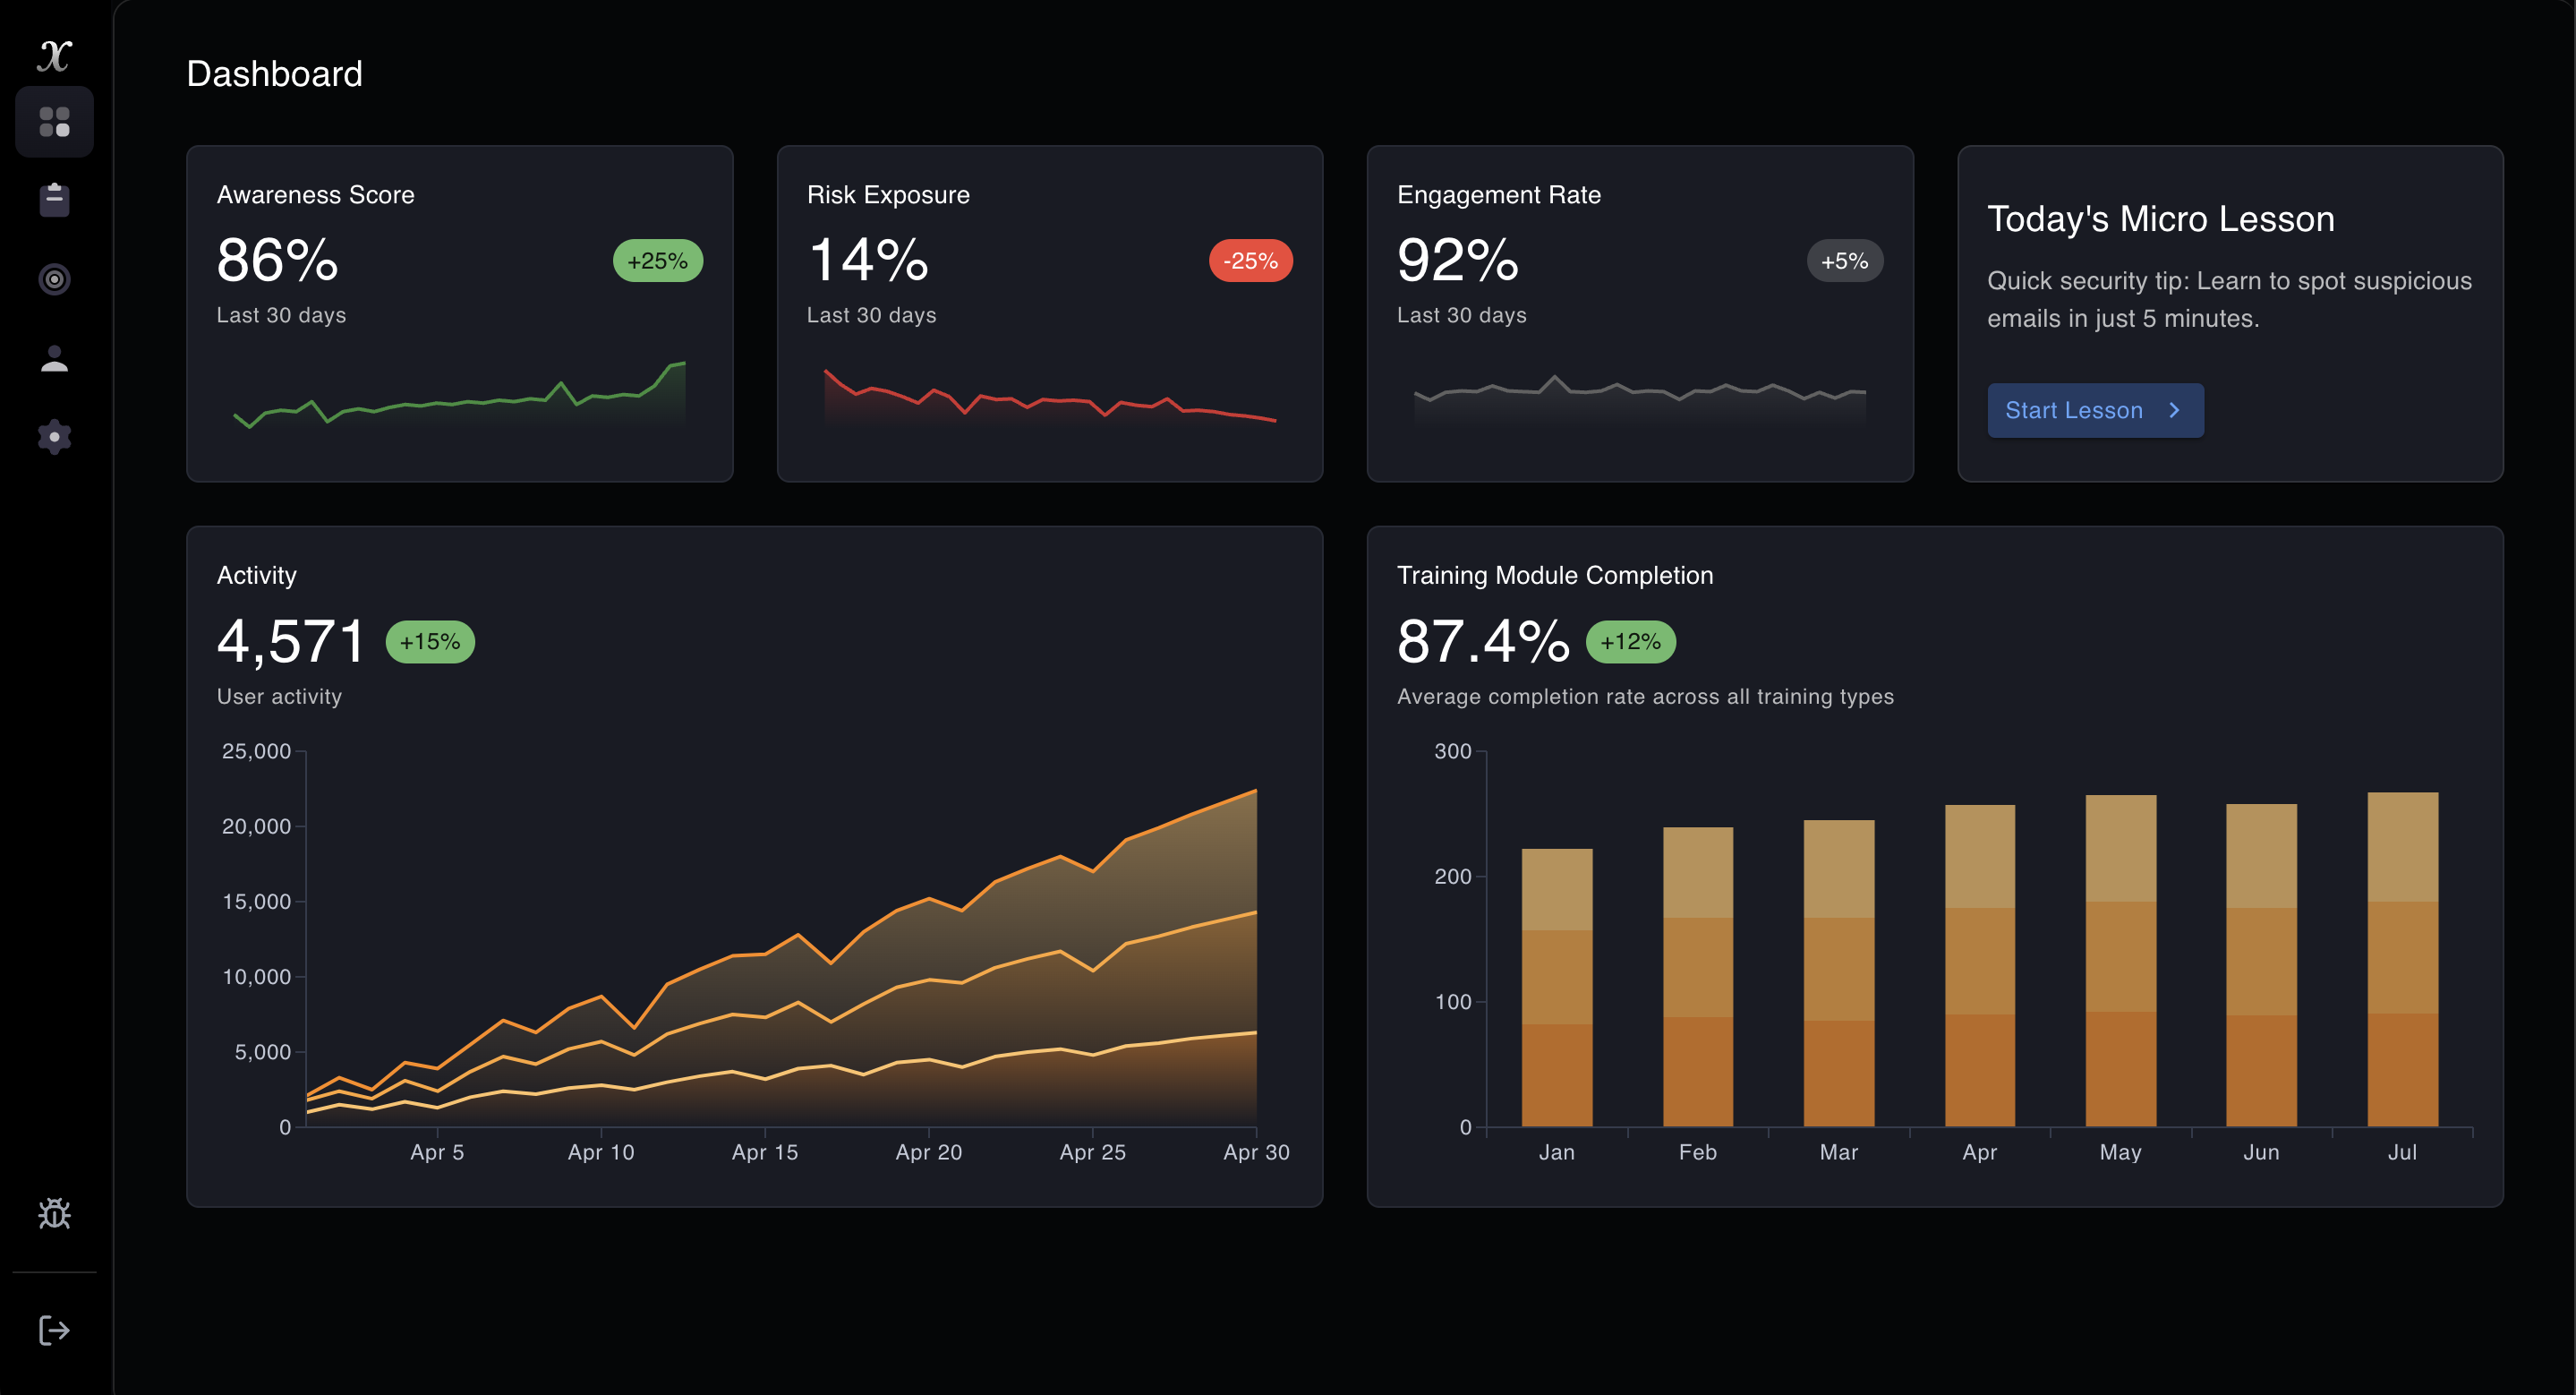 x
Dashboard
Awareness Score
86%
+25%
Last 30 days
Risk Exposure
14%
-25%
Last 30 days
Engagement Rate
92%
+5%
Last 30 days
Today's Micro Lesson
Quick security tip: Learn to spot suspicious
emails in just 5 minutes.
Start Lesson
Activity
4,571 +15%
User activity
25,000
20,000
15,000
10,000
5,000
0
Apr 5 Apr 10 Apr 15 Apr 20 Apr 25 Apr 30
Training Module Completion
87.4% +12%
Average completion rate across all training types
300
200
100
0
Jan Feb Mar Apr May Jun Jul